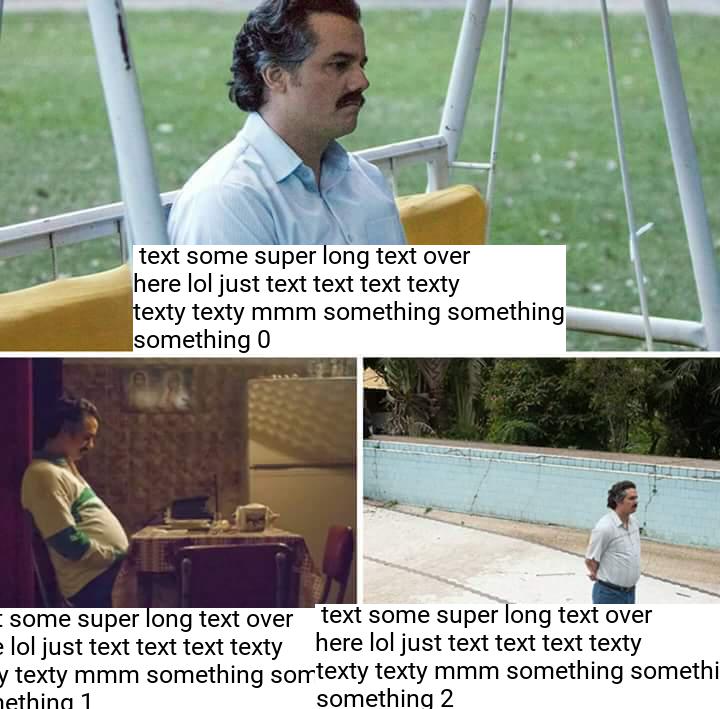 text some super long text over
here lol just text text text texty
texty texty mmm something something
something 0
some super long text over
lol just text text text texty
texty mmm something
1
text some super long text over
here lol just text text text texty
texty texty mmm something
something 2